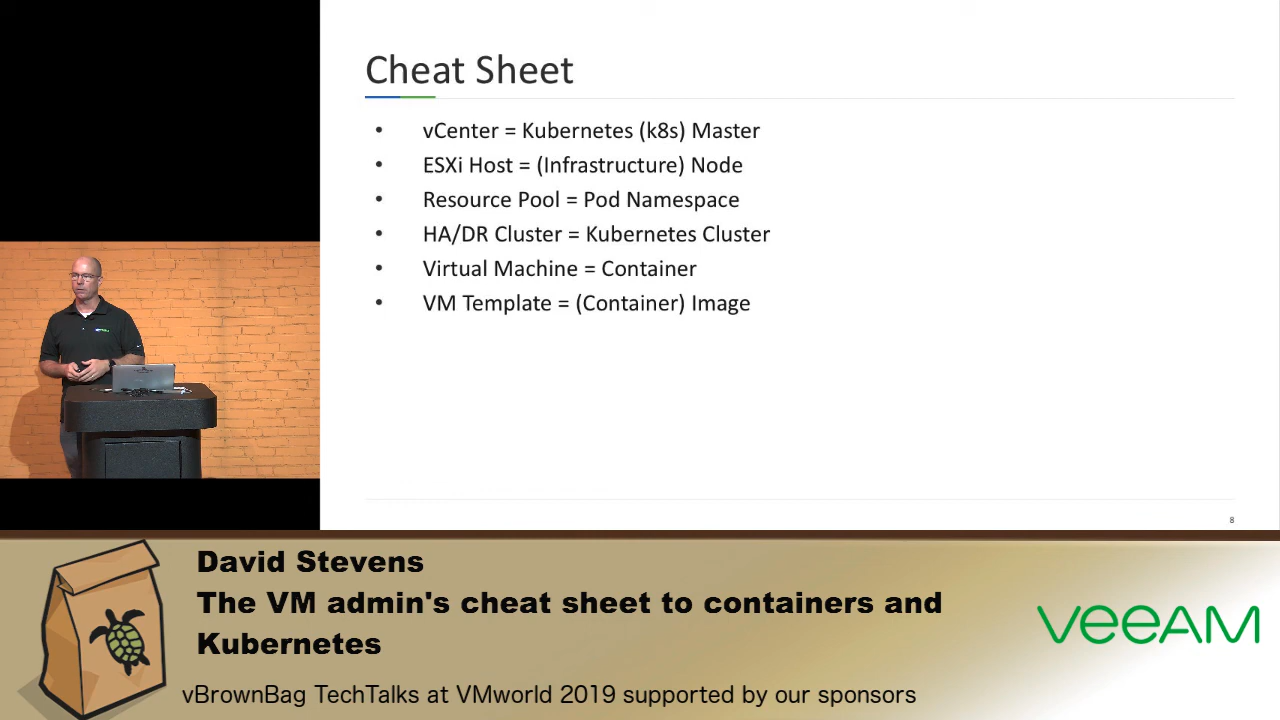 Cheat Sheet
• vCenter = Kubernetes (k8s) Master
• ESXi Host = (Infrastructure) Node
• Resource Pool = Pod Namespace
• HA/DR Cluster = Kubernetes Cluster
• Virtual Machine = Container
• VM Template = (Container) Image
8
David Stevens
The VM admin's cheat sheet to containers and
Kubernetes
veeAM
vBrownBag TechTalks at VMworld 2019 supported by our sponsors